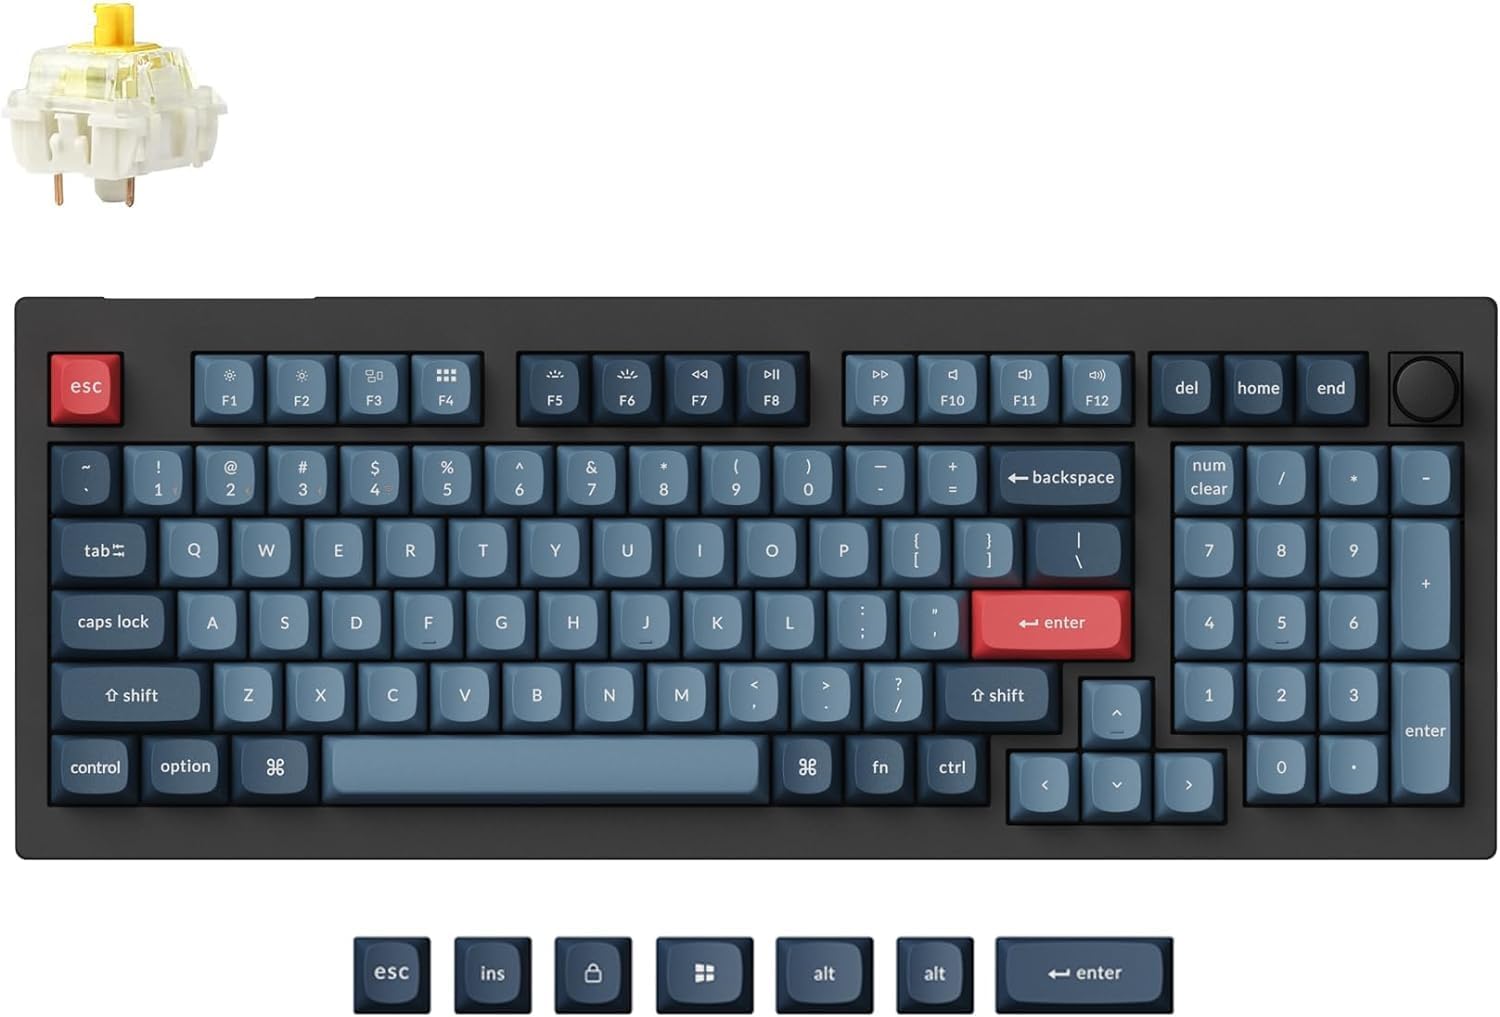 esc
F1 F2 F3 F4 F5 F6 F7 F8 F9 F10 F11 F12 del home end
~ ! @ # $ % ^ & * ( ) — +
` 1 2 3 4 5 6 7 8 9 0 - = ← backspace
num / * -
clear
tab Q W E R T Y U I O P { } |
[ ] \
7 8 9
+
caps lock A S D F G H J K L : "
; ' ↵ enter
4 5 6
⇧ shift Z X C V B N M < > ?
, . / ⇧ shift
^
1 2 3
enter
control option ⌘ ⌘ fn ctrl
< ⌄ >
0 .
esc ins alt alt ↵ enter